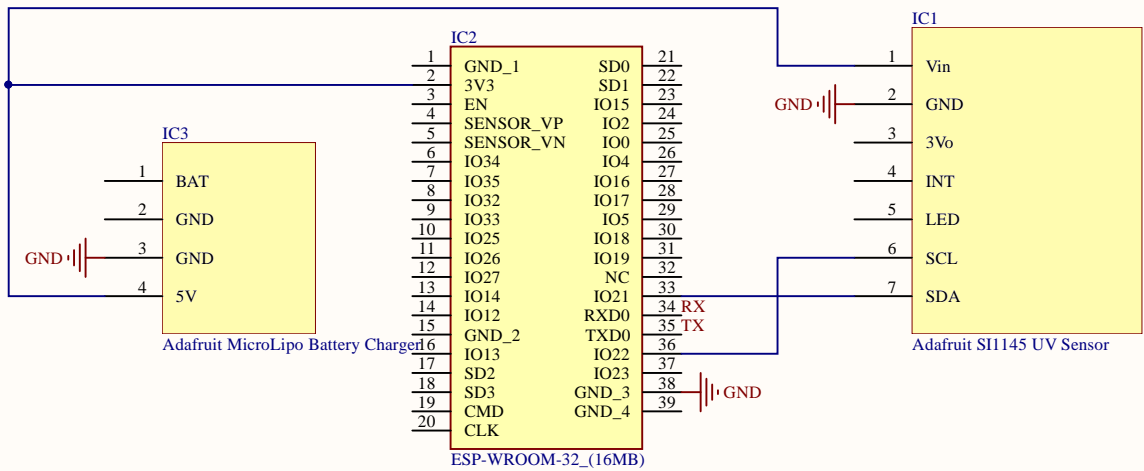 IC1
IC2
1 GND_1 SD0 21
2 3V3 SD1 22
3 EN IO15 23
4 SENSOR_VP IO2 24
5 SENSOR_VN IO0 25
6 IO34 IO4 26
7 IO35 IO16 27
8 IO32 IO17 28
9 IO33 IO5 29
10 IO25 IO18 30
11 IO26 IO19 31
12 IO27 NC 32
13 IO14 IO21 33
14 IO12 RXD0 34 RX
15 GND_2 TXD0 35 TX
16 IO13 IO22 36
17 SD2 IO23 37
18 SD3 GND_3 38 GND
19 CMD GND_4 39
20 CLK
ESP-WROOM-32_(16MB)
IC3
1 BAT
2 GND
GND 3 GND
4 5V
Adafruit MicroLipo Battery Charger
1 Vin
GND 2 GND
3 3Vo
4 INT
5 LED
6 SCL
7 SDA
Adafruit SI1145 UV Sensor